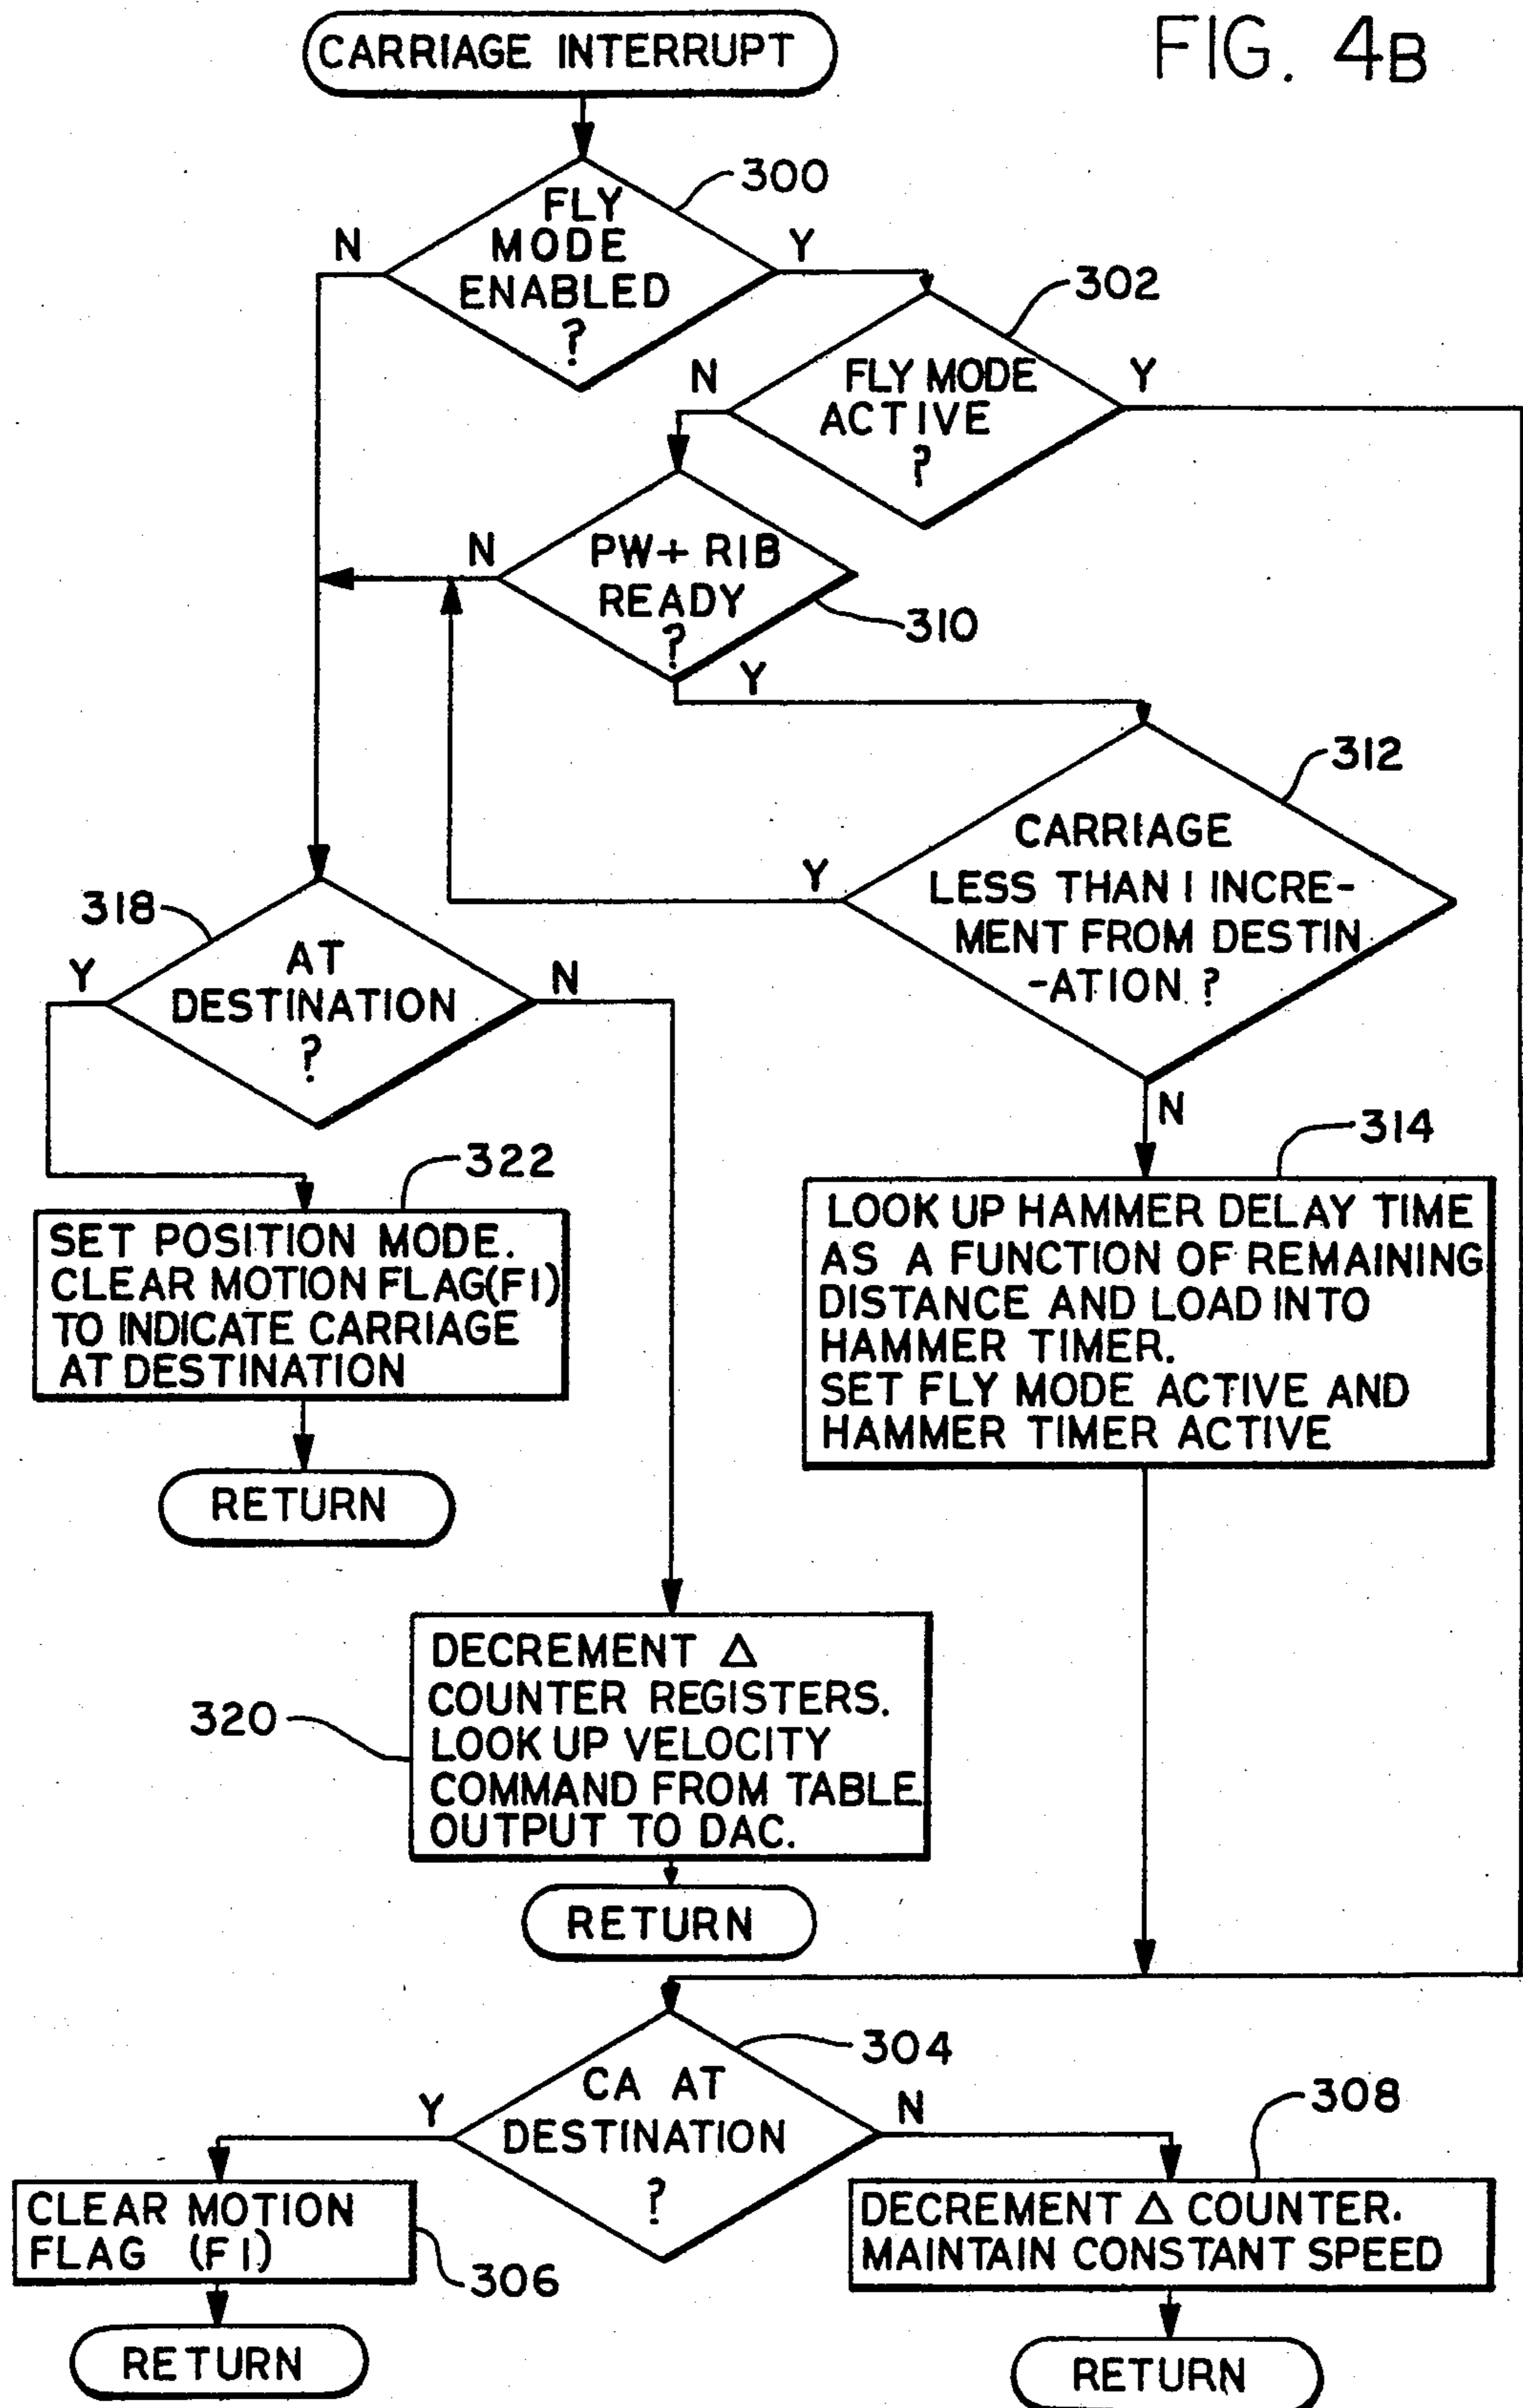 FIG. 4B
CARRIAGE INTERRUPT
300
FLY
MODE
ENABLED
?
N
Y
302
FLY MODE
ACTIVE
?
N
Y
PW+ RIB
READY
?
N
310
Y
312
CARRIAGE
LESS THAN 1 INCRE-
MENT FROM DESTIN
-ATION ?
Y
N
318
AT
DESTINATION
?
Y
N
314
LOOK UP HAMMER DELAY TIME
AS A FUNCTION OF REMAINING
DISTANCE AND LOAD INTO
HAMMER TIMER.
SET FLY MODE ACTIVE AND
HAMMER TIMER ACTIVE
322
SET POSITION MODE.
CLEAR MOTION FLAG(F1)
TO INDICATE CARRIAGE
AT DESTINATION
RETURN
320
DECREMENT Δ
COUNTER REGISTERS.
LOOK UP VELOCITY
COMMAND FROM TABLE
OUTPUT TO DAC.
RETURN
304
CA AT
DESTINATION
?
Y
N
308
CLEAR MOTION
FLAG (F1)
306
RETURN
DECREMENT Δ COUNTER.
MAINTAIN CONSTANT SPEED
RETURN